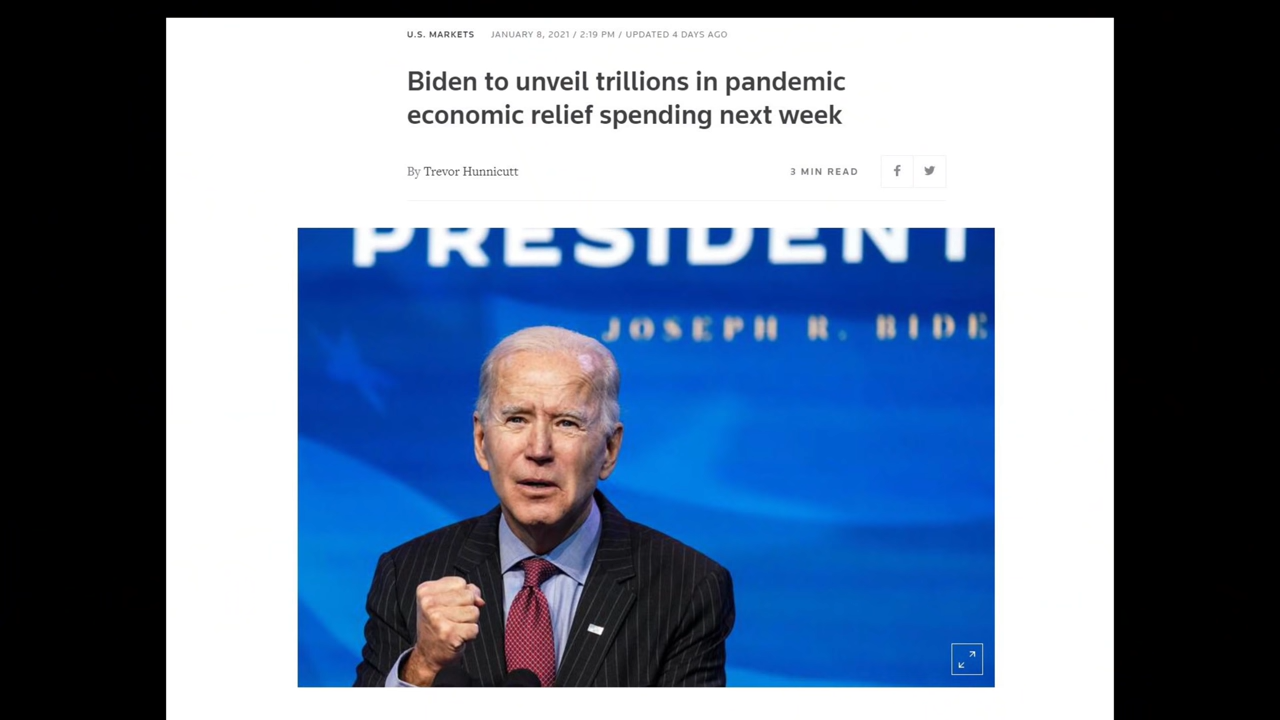 U.S. MARKETS JANUARY 8, 2021 / 2:19 PM / UPDATED 4 DAYS AGO
Biden to unveil trillions in pandemic
economic relief spending next week
By Trevor Hunnicutt 3 MIN READ
PRESIDENT
JOSEPH R. BIDE